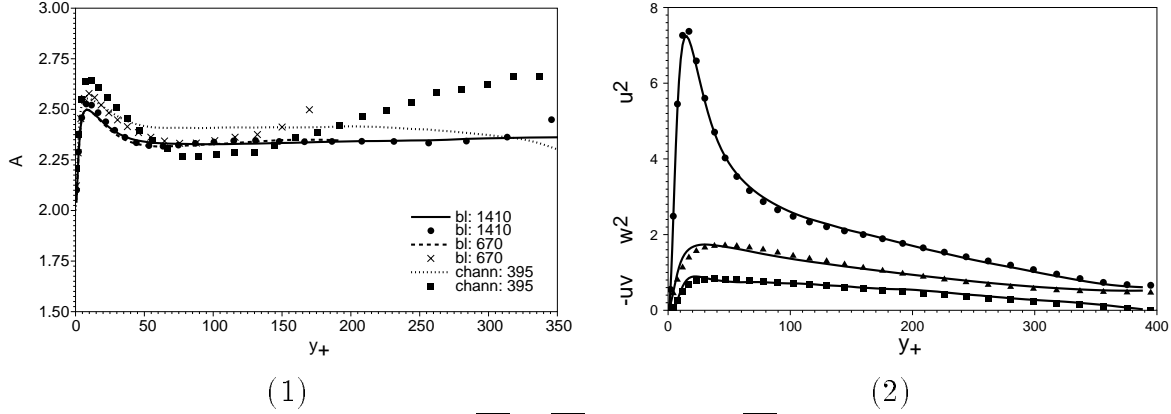 3.00
2.75
2.50
2.25
2.00
1.75
1.50
A
0 50 100 150 200 250 300 350
y+
bl: 1410
bl: 1410
bl: 670
bl: 670
chann: 395
chann: 395
(1)
8
6
4
2
0
u2
w2
-uv
0 100 200 300 400
y+
(2)